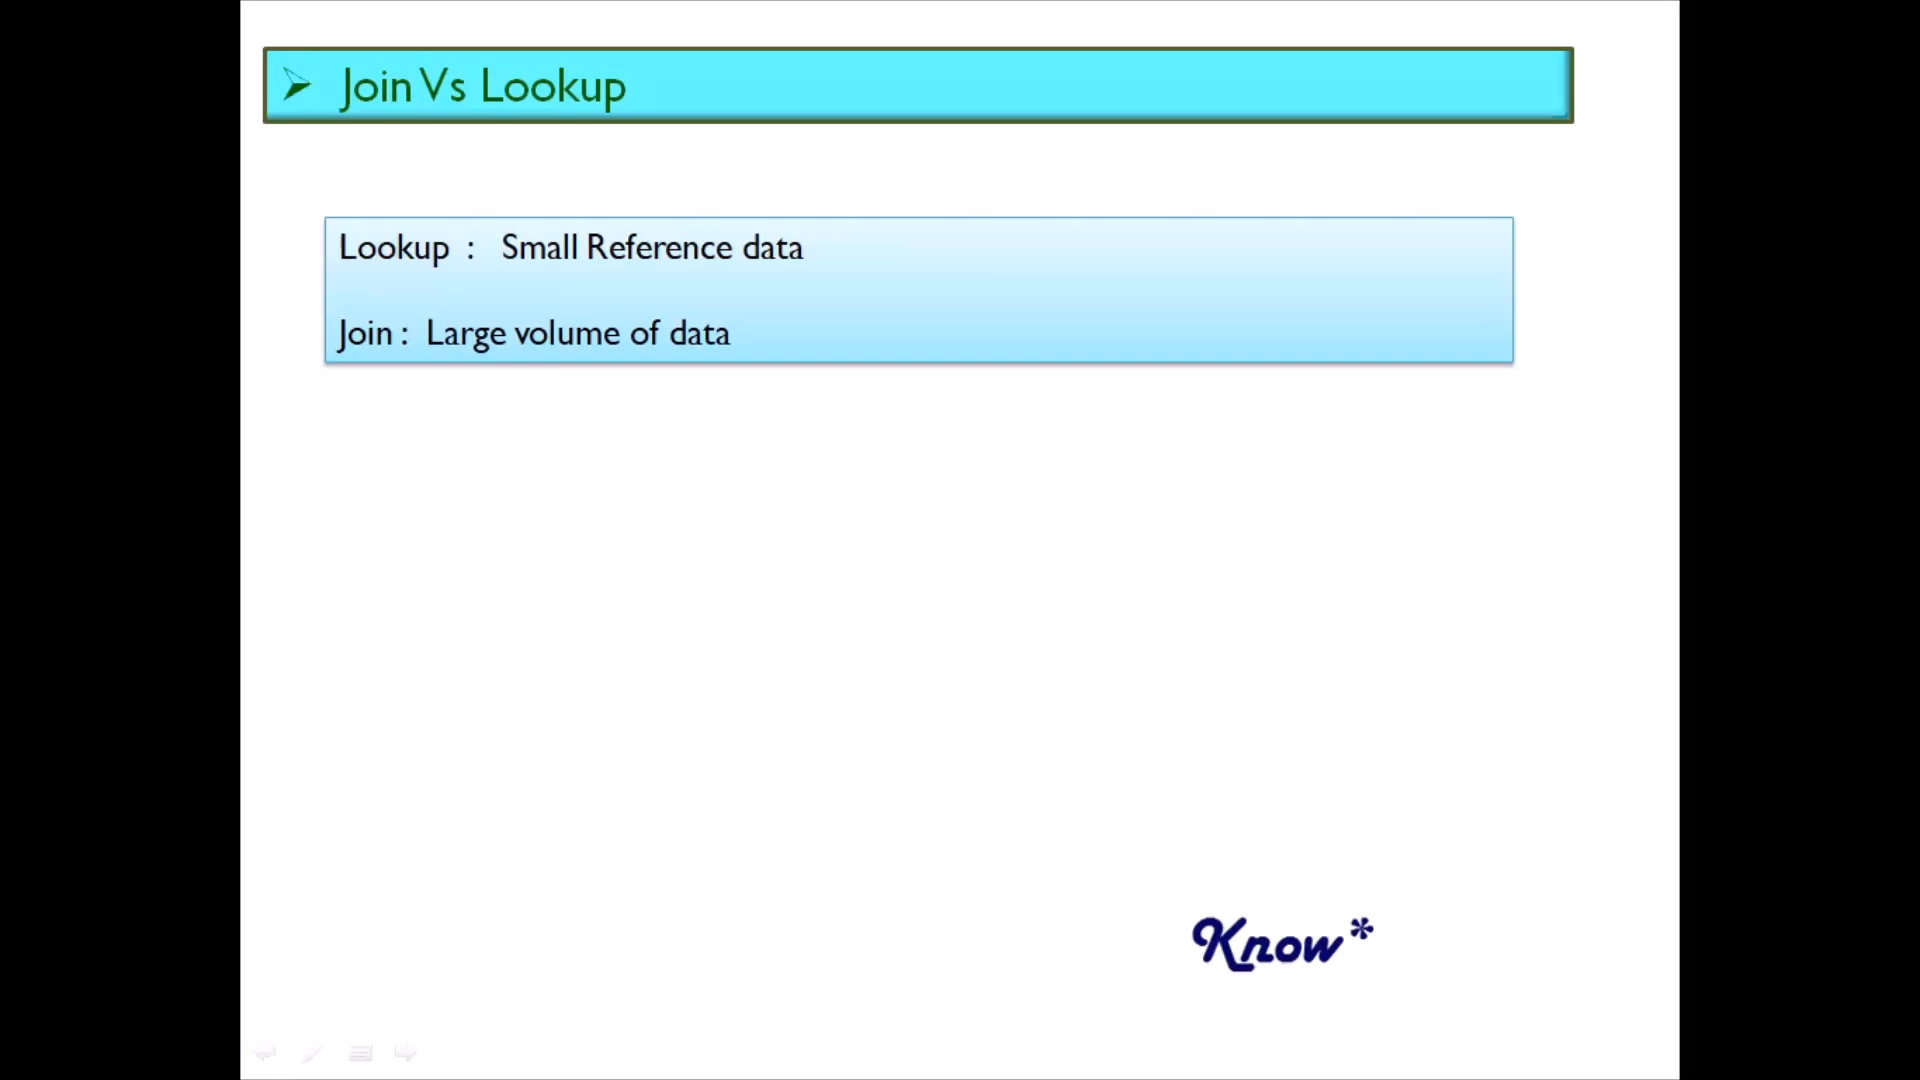 Join Vs Lookup
Lookup : Small Reference data
Join : Large volume of data
Know*